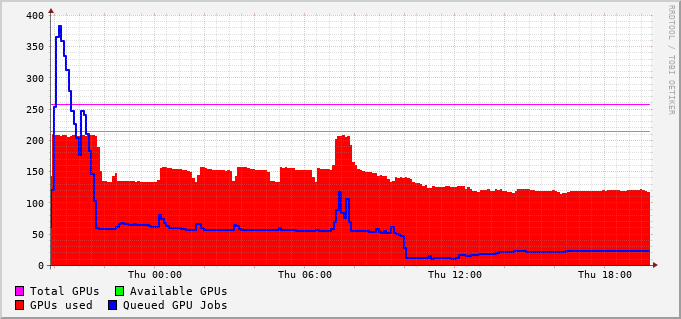 400
350
300
250
200
150
100
50
0
Thu 00:00 Thu 06:00 Thu 12:00 Thu 18:00
Total GPUs Available GPUs
GPUs used Queued GPU Jobs
RRDTOOL / TOBI OETIKER